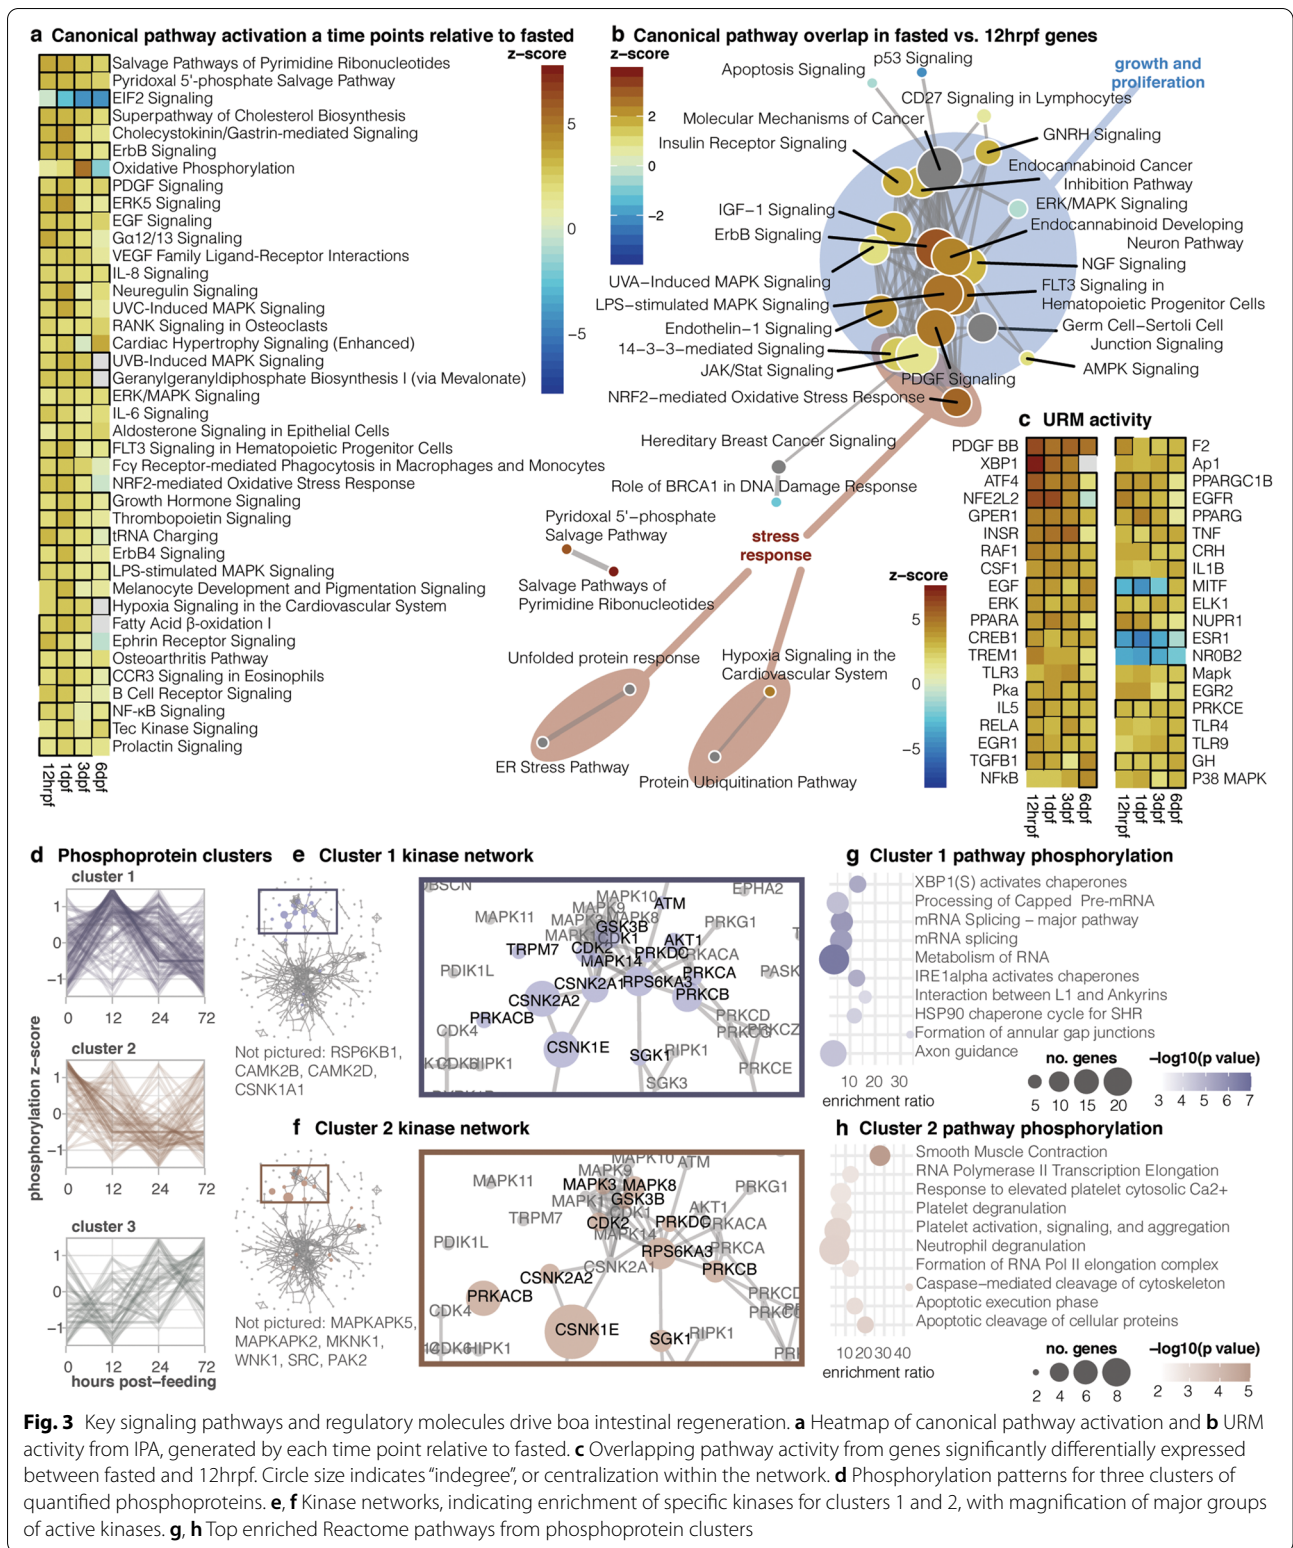 a Canonical pathway activation a time points relative to fasted
z-score
Salvage Pathways of Pyrimidine Ribonucleotides
Pyridoxal 5'-phosphate Salvage Pathway
EIF2 Signaling
Superpathway of Cholesterol Biosynthesis
Cholecystokinin/Gastrin-mediated Signaling
ErbB Signaling
Oxidative Phosphorylation
PDGF Signaling
ERK5 Signaling
EGF Signaling
Gα12/13 Signaling
VEGF Family Ligand-Receptor Interactions
IL-8 Signaling
Neuregulin Signaling
UVC-Induced MAPK Signaling
RANK Signaling in Osteoclasts
Cardiac Hypertrophy Signaling (Enhanced)
UVB-Induced MAPK Signaling
Geranylgeranyldiphosphate Biosynthesis I (via Mevalonate)
ERK/MAPK Signaling
IL-6 Signaling
Aldosterone Signaling in Epithelial Cells
FLT3 Signaling in Hematopoietic Progenitor Cells
Fcγ Receptor-mediated Phagocytosis in Macrophages and Monocytes
NRF2-mediated Oxidative Stress Response
Growth Hormone Signaling
Thrombopoietin Signaling
tRNA Charging
ErbB4 Signaling
LPS-stimulated MAPK Signaling
Melanocyte Development and Pigmentation Signaling
Hypoxia Signaling in the Cardiovascular System
Fatty Acid β-oxidation I
Ephrin Receptor Signaling
Osteoarthritis Pathway
CCR3 Signaling in Eosinophils
B Cell Receptor Signaling
NF-κB Signaling
Tec Kinase Signaling
Prolactin Signaling
12hrpf 1dpf 3dpf 6dpf
5
0
−5
b Canonical pathway overlap in fasted vs. 12hrpf genes
z-score
2
0
−2
growth and
proliferation
p53 Signaling
Apoptosis Signaling
CD27 Signaling in Lymphocytes
Molecular Mechanisms of Cancer
GNRH Signaling
Insulin Receptor Signaling
Endocannabinoid Cancer
Inhibition Pathway
ERK/MAPK Signaling
IGF−1 Signaling
Endocannabinoid Developing
Neuron Pathway
ErbB Signaling
NGF Signaling
UVA−Induced MAPK Signaling
FLT3 Signaling in
Hematopoietic Progenitor Cells
LPS−stimulated MAPK Signaling
Endothelin−1 Signaling
Germ Cell−Sertoli Cell
Junction Signaling
14−3−3−mediated Signaling
AMPK Signaling
JAK/Stat Signaling
PDGF Signaling
NRF2−mediated Oxidative Stress Response
Hereditary Breast Cancer Signaling
Role of BRCA1 in DNA Damage Response
Pyridoxal 5'−phosphate
Salvage Pathway
Salvage Pathways of
Pyrimidine Ribonucleotides
stress
response
Unfolded protein response
Hypoxia Signaling in the
Cardiovascular System
ER Stress Pathway
Protein Ubiquitination Pathway
c URM activity
z−score
5
0
−5
PDGF BB
XBP1
ATF4
NFE2L2
GPER1
INSR
RAF1
CSF1
EGF
ERK
PPARA
CREB1
TREM1
TLR3
Pka
IL5
RELA
EGR1
TGFB1
NFkB
F2
Ap1
PPARGC1B
EGFR
PPARG
TNF
CRH
IL1B
MITF
ELK1
NUPR1
ESR1
NR0B2
Mapk
EGR2
PRKCE
TLR4
TLR9
GH
P38 MAPK
12hrpf 1dpf 3dpf 6dpf
12hrpf 1dpf 3dpf 6dpf
d Phosphoprotein clusters
phosphorylation z−score
cluster 1
1
0
−1
0 12 24 72
cluster 2
1
0
−1
0 12 24 72
cluster 3
1
0
−1
0 12 24 72
hours post−feeding
e Cluster 1 kinase network
Not pictured: RSP6KB1,
CAMK2B, CAMK2D,
CSNK1A1
EPHA2
MAPK10
ATM
MAPK9
MAPK11
MAPK8
PRKG1
GSK3B
CDK1
AKT1
TRPM7
CDK2
PRKDC
MAPK14
PDIK1L
PRKCA
PASK
CSNK2A1
RPS6KA3
CSNK2A2
PRKCB
PRKACB
PRKCD
CDK4
CSNK1E
SGK1
RIPK1
PRKCE
SGK3
f Cluster 2 kinase network
Not pictured: MAPKAPK5,
MAPKAPK2, MKNK1,
WNK1, SRC, PAK2
MAPK10
ATM
MAPK9
MAPK11
MAPK3
MAPK8
PRKG1
GSK3B
MAPK1
CDK1
AKT1
TRPM7
CDK2
PRKDC
MAPK14
PDIK1L
RPS6KA3
PRKCA
CSNK2A1
PRKCB
CSNK2A2
PRKACB
CDK4
CSNK1E
SGK1
RIPK1
g Cluster 1 pathway phosphorylation
XBP1(S) activates chaperones
Processing of Capped Pre-mRNA
mRNA Splicing − major pathway
mRNA splicing
Metabolism of RNA
IRE1alpha activates chaperones
Interaction between L1 and Ankyrins
HSP90 chaperone cycle for SHR
Formation of annular gap junctions
Axon guidance
10 20 30
enrichment ratio
no. genes
5 10 15 20
−log10(p value)
3 4 5 6 7
h Cluster 2 pathway phosphorylation
Smooth Muscle Contraction
RNA Polymerase II Transcription Elongation
Response to elevated platelet cytosolic Ca2+
Platelet degranulation
Platelet activation, signaling, and aggregation
Neutrophil degranulation
Formation of RNA Pol II elongation complex
Caspase−mediated cleavage of cytoskeleton
Apoptotic execution phase
Apoptotic cleavage of cellular proteins
10 20 30 40
enrichment ratio
no. genes
2 4 6 8
−log10(p value)
2 3 4 5
Fig. 3 Key signaling pathways and regulatory molecules drive boa intestinal regeneration. a Heatmap of canonical pathway activation and b URM
activity from IPA, generated by each time point relative to fasted. c Overlapping pathway activity from genes significantly differentially expressed
between fasted and 12hrpf. Circle size indicates “indegree”, or centralization within the network. d Phosphorylation patterns for three clusters of
quantified phosphoproteins. e, f Kinase networks, indicating enrichment of specific kinases for clusters 1 and 2, with magnification of major groups
of active kinases. g, h Top enriched Reactome pathways from phosphoprotein clusters